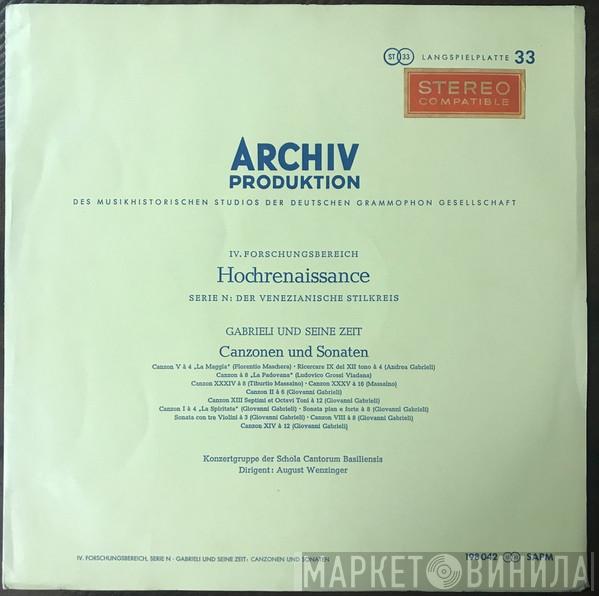 ST 33 LANGSPIELPLATTE 33
STEREO
COMPATIBLE
ARCHIV
PRODUKTION
DES MUSIKHISTORISCHEN STUDIOS DER DEUTSCHEN GRAMMOPHON GESELLSCHAFT
IV. FORSCHUNGSBEREICH
Hochrenaissance
SERIE N: DER VENEZIANISCHE STILKREIS
GABRIELI UND SEINE ZEIT
Canzonen und Sonaten
Canzon V à 4 „La Maggia" (Florentio Maschera) · Ricercare IX del XII tono à 4 (Andrea Gabrieli)
Canzon à 8 „La Padovana" (Ludovico Grossi Viadana)
Canzon XXXIV à 8 (Tiburtio Massaino) · Canzon XXXV à 16 (Massaino)
Canzon II à 6 (Giovanni Gabrieli)
Canzon XIII Septimi et Octavi Toni à 12 (Giovanni Gabrieli)
Canzon I à 4 „La Spiritata" (Giovanni Gabrieli) · Sonata pian e forte à 8 (Giovanni Gabrieli)
Sonata con tre Violini à 3 (Giovanni Gabrieli) · Canzon VIII à 8 (Giovanni Gabrieli)
Canzon XIV à 12 (Giovanni Gabrieli)
Konzertgruppe der Schola Cantorum Basiliensis
Dirigent: August Wenzinger
IV. FORSCHUNGSBEREICH, SERIE N · GABRIELI UND SEINE ZEIT: CANZONEN UND SONATEN
198 042 SAPM
МАРКЕТ ВИНИЛА